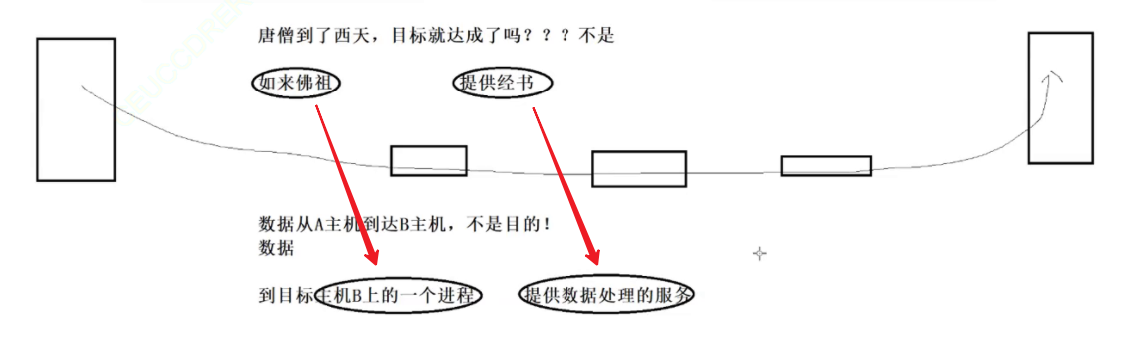 唐僧到了西天，目标就达成了吗？？？不是
如来佛祖 提供经书
数据从A主机到达B主机，不是目的！
数据
到目标主机B上的一个进程 提供数据处理的服务